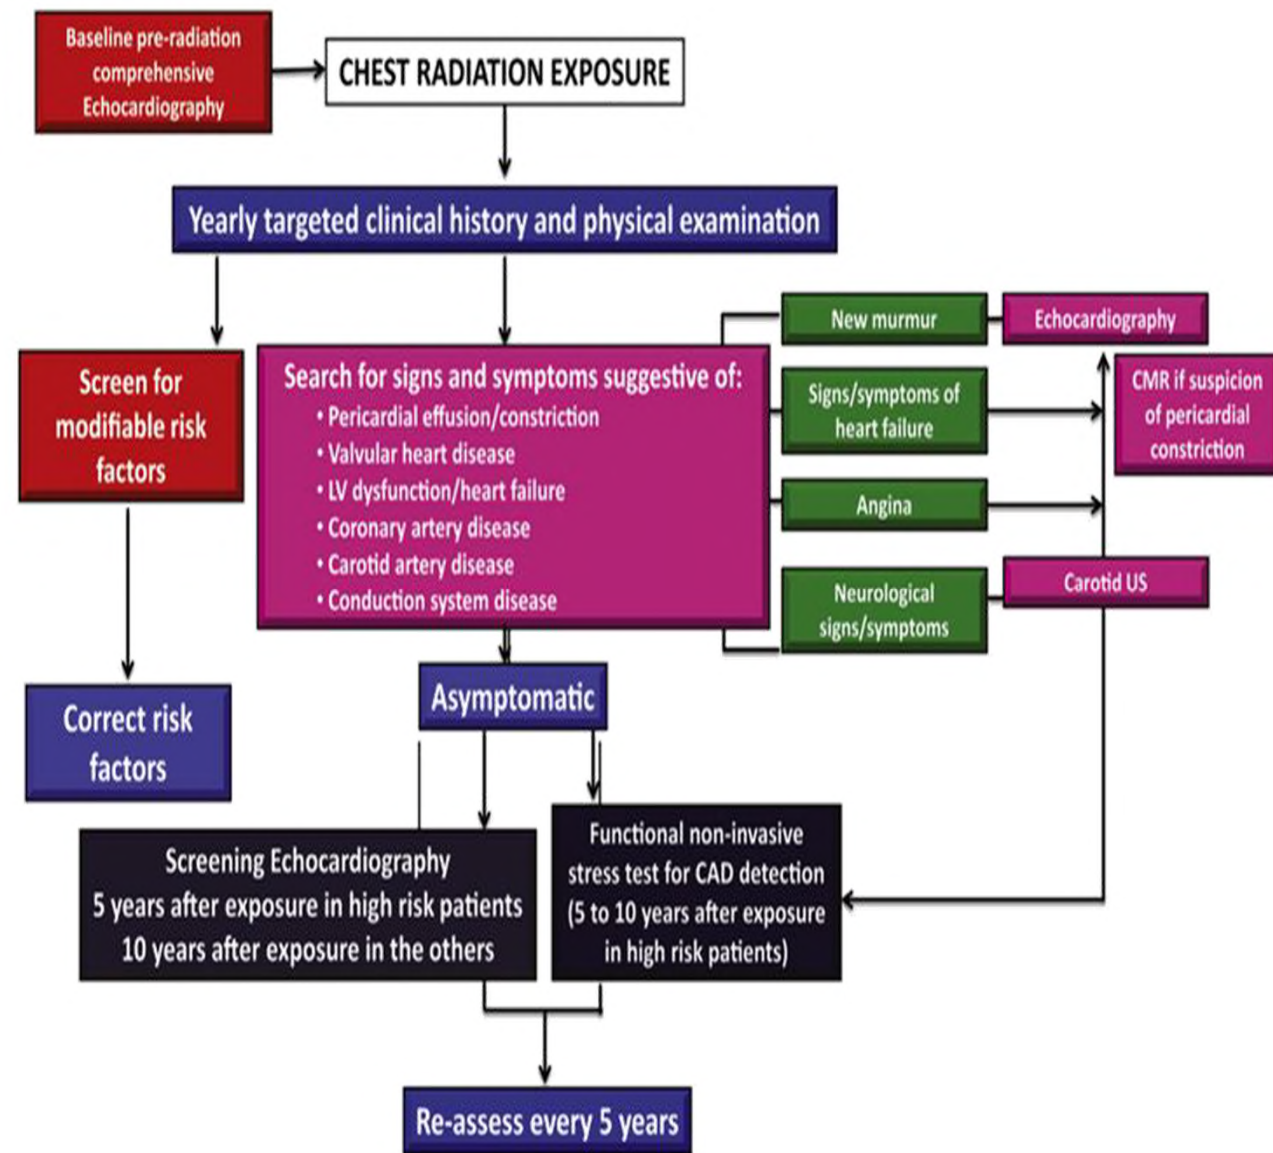 Baseline pre-radiation
comprehensive
Echocardiography
CHEST RADIATION EXPOSURE
Yearly targeted clinical history and physical examination
Screen for
modifiable risk
factors
Correct risk
factors
Search for signs and symptoms suggestive of:
• Pericardial effusion/constriction
• Valvular heart disease
• LV dysfunction/heart failure
• Coronary artery disease
• Carotid artery disease
• Conduction system disease
New murmur
Echocardiography
Signs/symptoms of
heart failure
CMR if suspicion
of pericardial
constriction
Angina
Neurological
signs/symptoms
Carotid US
Asymptomatic
Screening Echocardiography
5 years after exposure in high risk patients
10 years after exposure in the others
Functional non-invasive
stress test for CAD detection
(5 to 10 years after exposure
in high risk patients)
Re-assess every 5 years